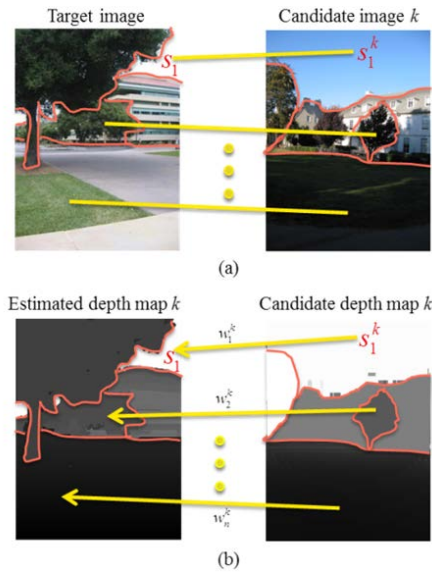 Target image
Candidate image k
s₁
s₁ᵏ
(a)
Estimated depth map k
Candidate depth map k
w₁ᵏ
s₁
s₁ᵏ
w₂ᵏ
wₙᵏ
(b)